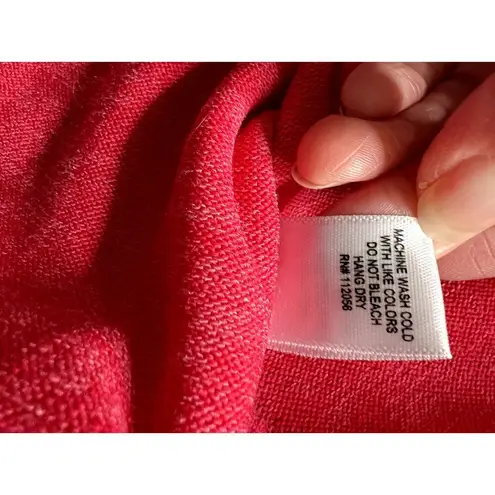 MACHINE WASH COLD
WITH LIKE COLORS
DO NOT BLEACH
HANG DRY
RN# 112056